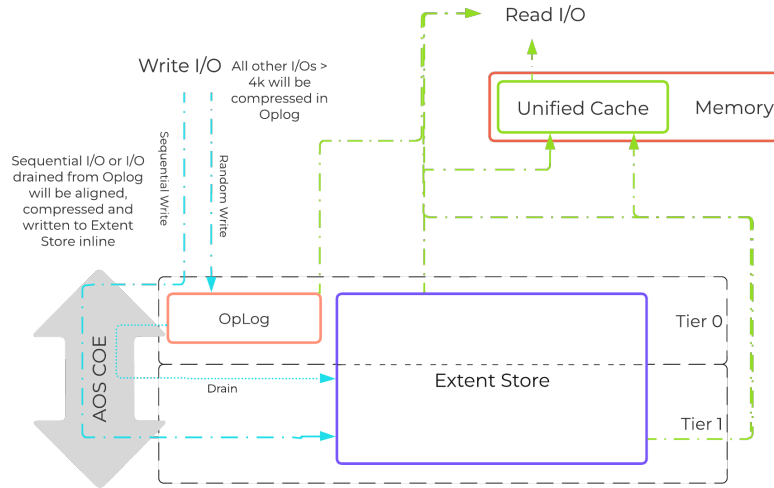 Read I/O
Write I/O
All other I/Os >
4k will be
compressed in
Oplog
Unified Cache
Memory
Sequential I/O or I/O
drained from Oplog
will be aligned,
compressed and
written to Extent
Store inline
Sequential Write
Random Write
OpLog
Tier 0
AOS COE
Extent Store
Drain
Tier 1